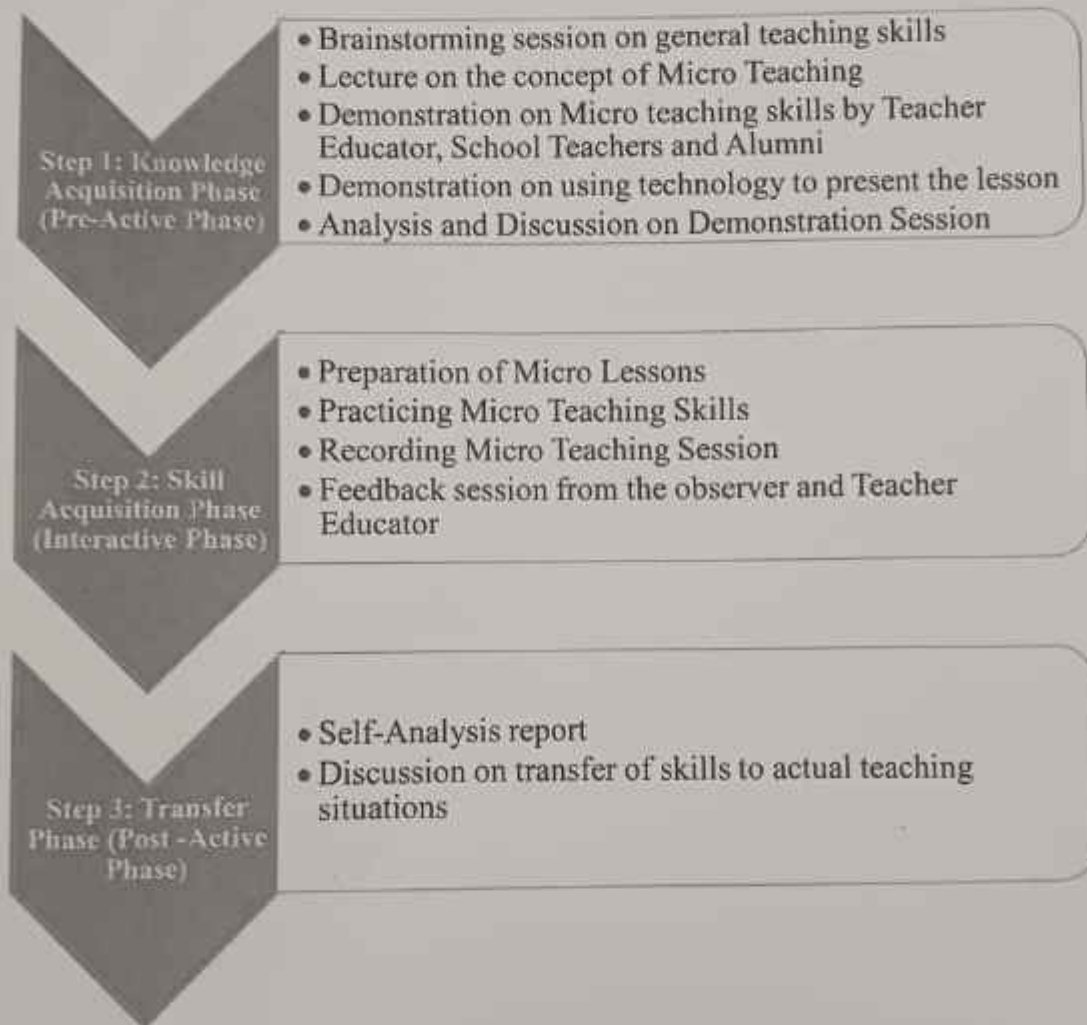 Step 1: Knowledge
Acquisition Phase
(Pre-Active Phase)
• Brainstorming session on general teaching skills
• Lecture on the concept of Micro Teaching
• Demonstration on Micro teaching skills by Teacher
Educator, School Teachers and Alumni
• Demonstration on using technology to present the lesson
• Analysis and Discussion on Demonstration Session
Step 2: Skill
Acquisition Phase
(Interactive Phase)
• Preparation of Micro Lessons
• Practicing Micro Teaching Skills
• Recording Micro Teaching Session
• Feedback session from the observer and Teacher
Educator
Step 3: Transfer
Phase (Post -Active
Phase)
• Self-Analysis report
• Discussion on transfer of skills to actual teaching
situations